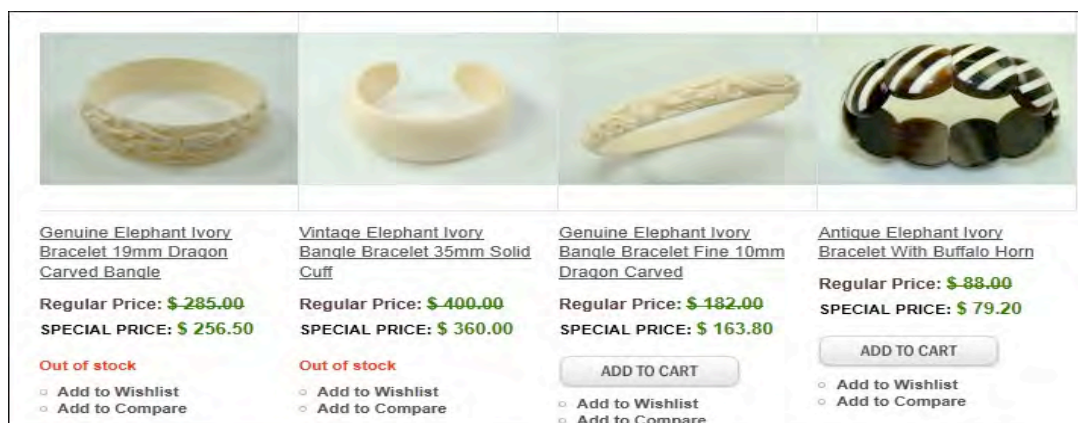 Genuine Elephant Ivory
Bracelet 19mm Dragon
Carved Bangle
Regular Price: $ 285.00
SPECIAL PRICE: $ 256.50
Out of stock
Add to Wishlist
Add to Compare
Vintage Elephant Ivory
Bangle Bracelet 35mm Solid
Cuff
Regular Price: $ 400.00
SPECIAL PRICE: $ 360.00
Out of stock
Add to Wishlist
Add to Compare
Genuine Elephant Ivory
Bangle Bracelet Fine 10mm
Dragon Carved
Regular Price: $ 182.00
SPECIAL PRICE: $ 163.80
ADD TO CART
Add to Wishlist
Add to Compare
Antique Elephant Ivory
Bracelet With Buffalo Horn
Regular Price: $ 88.00
SPECIAL PRICE: $ 79.20
ADD TO CART
Add to Wishlist
Add to Compare